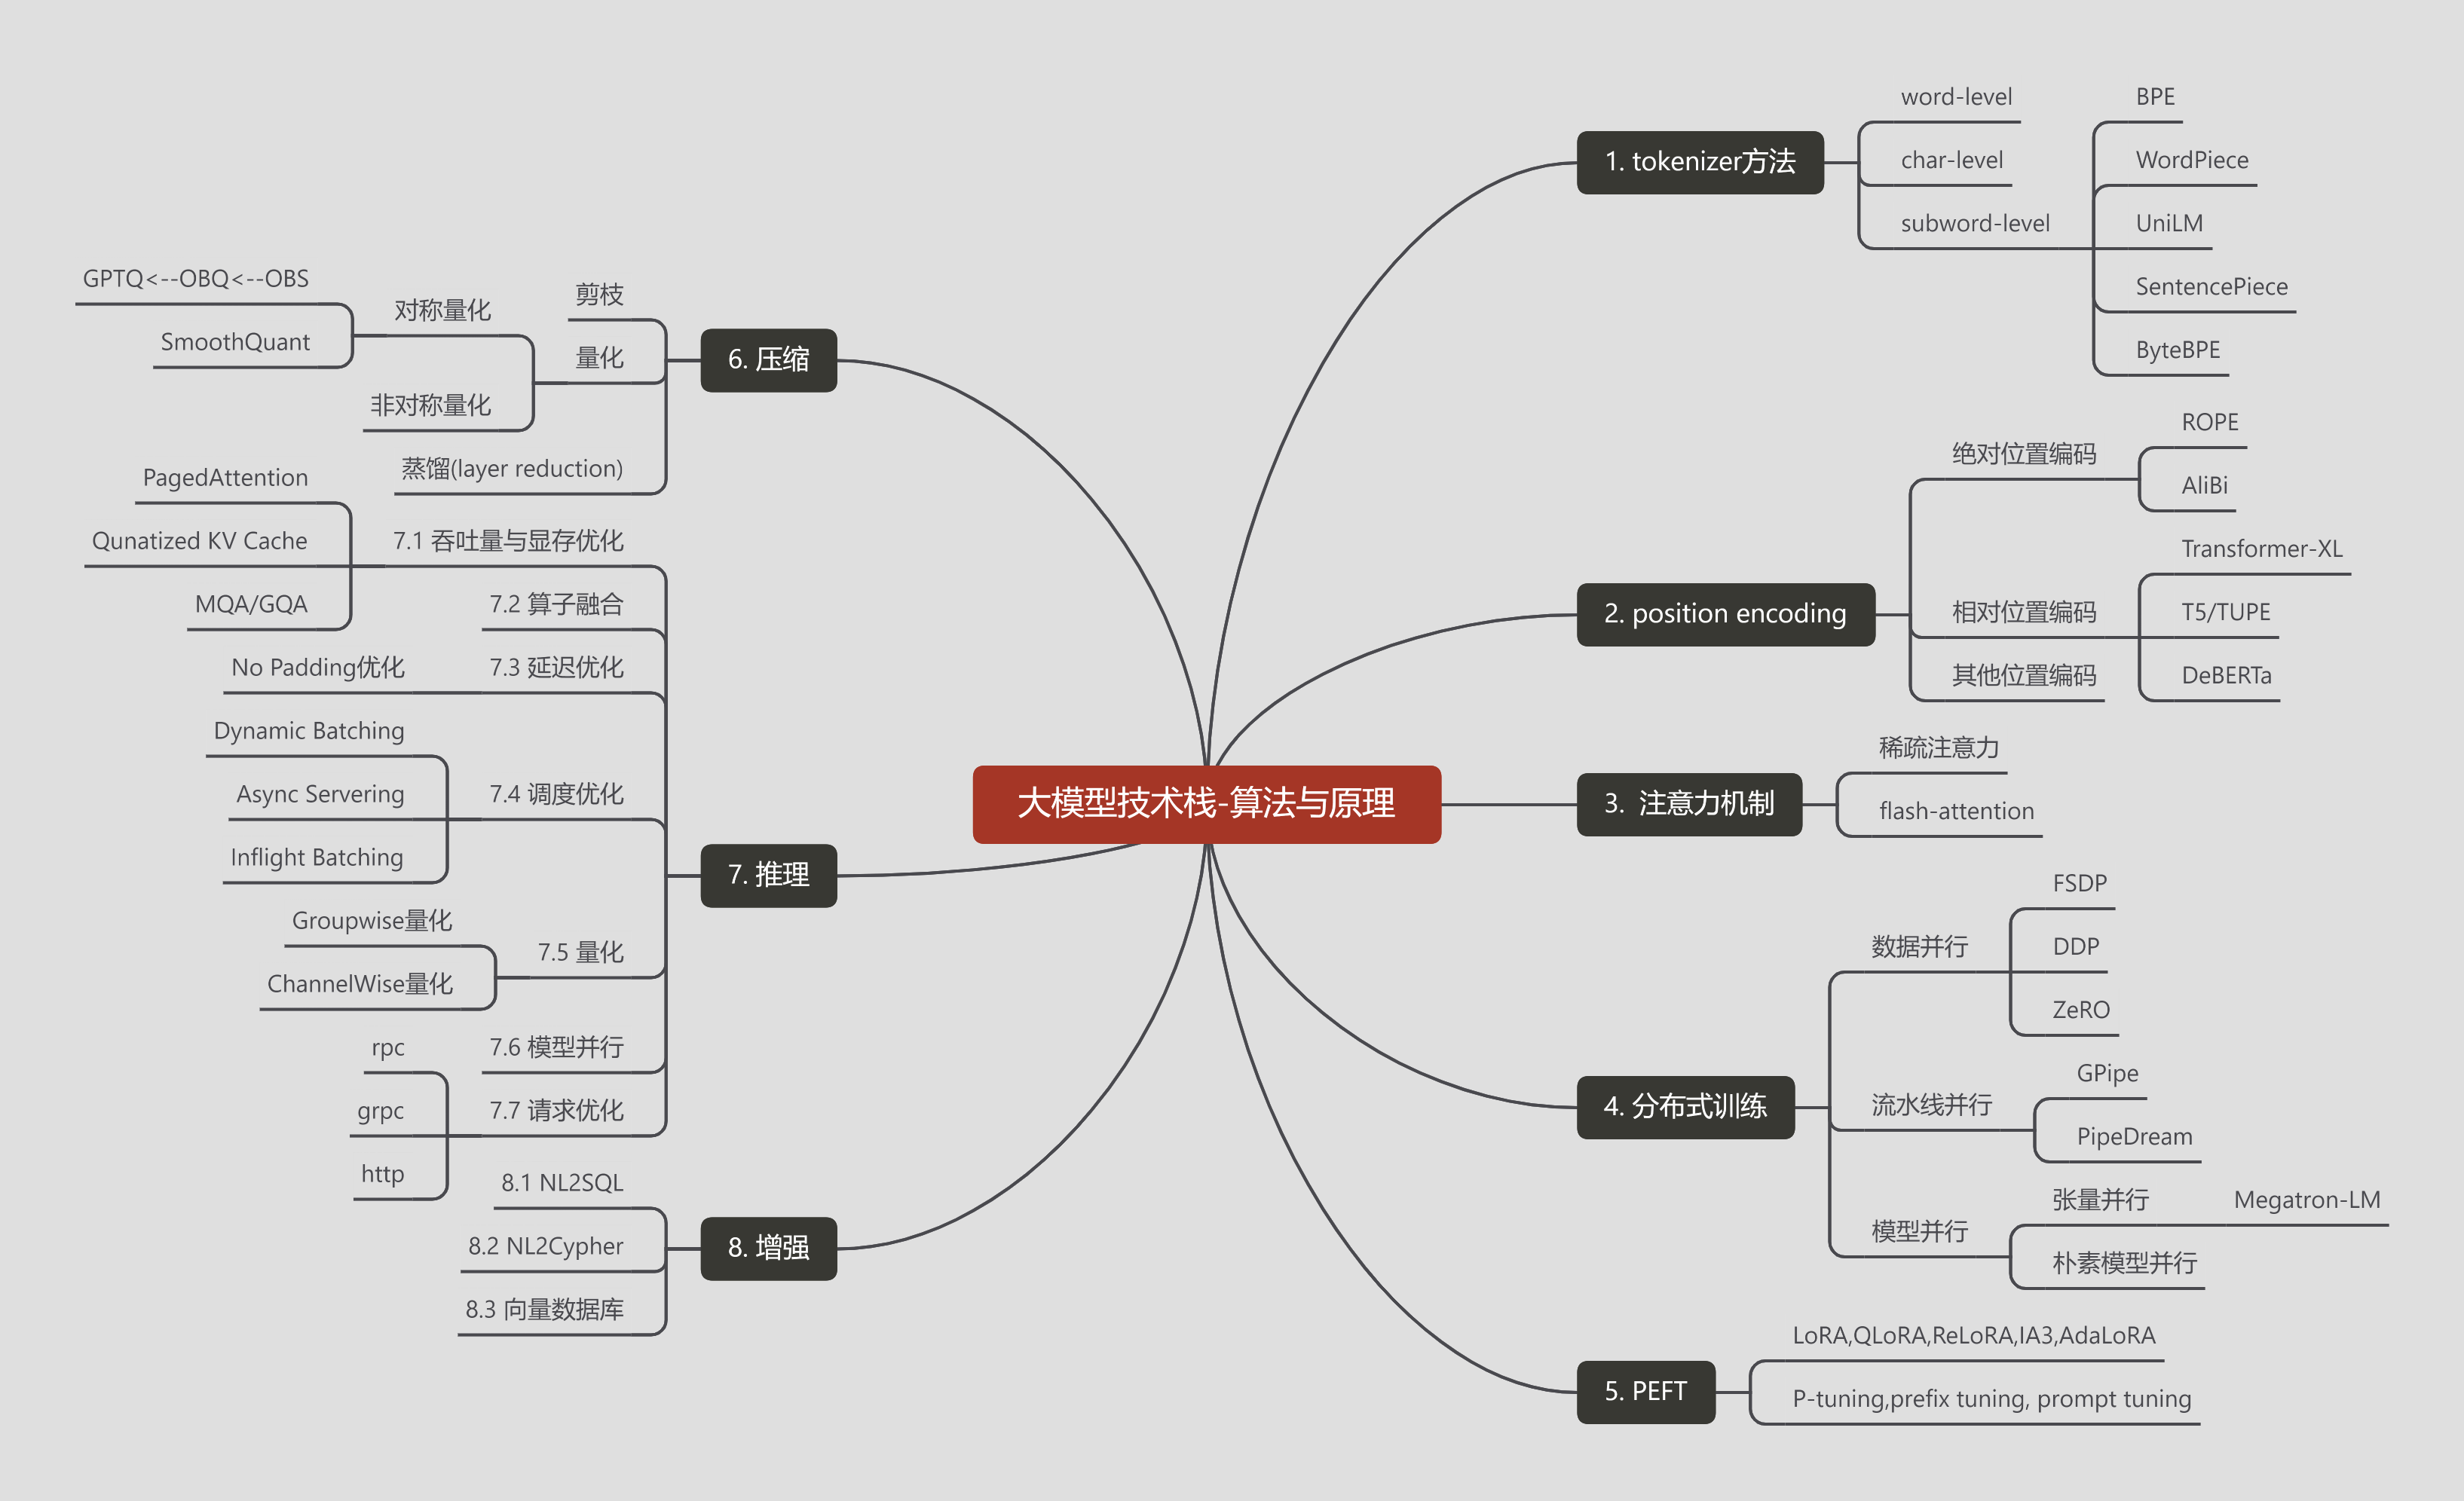 大模型技术栈-算法与原理
1. tokenizer方法
word-level
char-level
subword-level
BPE
WordPiece
UniLM
SentencePiece
ByteBPE
2. position encoding
绝对位置编码
ROPE
AliBi
相对位置编码
Transformer-XL
T5/TUPE
DeBERTa
其他位置编码
3. 注意力机制
稀疏注意力
flash-attention
4. 分布式训练
数据并行
FSDP
DDP
ZeRO
流水线并行
GPipe
PipeDream
模型并行
张量并行
Megatron-LM
朴素模型并行
5. PEFT
LoRA,QLoRA,ReLoRA,IA3,AdaLoRA
P-tuning,prefix tuning, prompt tuning
6. 压缩
剪枝
量化
对称量化
GPTQ<--OBQ<--OBS
SmoothQuant
非对称量化
蒸馏(layer reduction)
7. 推理
7.1 吞吐量与显存优化
PagedAttention
Qunatized KV Cache
MQA/GQA
7.2 算子融合
7.3 延迟优化
No Padding优化
7.4 调度优化
Dynamic Batching
Async Servering
Inflight Batching
7.5 量化
Groupwise量化
ChannelWise量化
7.6 模型并行
7.7 请求优化
rpc
grpc
http
8. 增强
8.1 NL2SQL
8.2 NL2Cypher
8.3 向量数据库